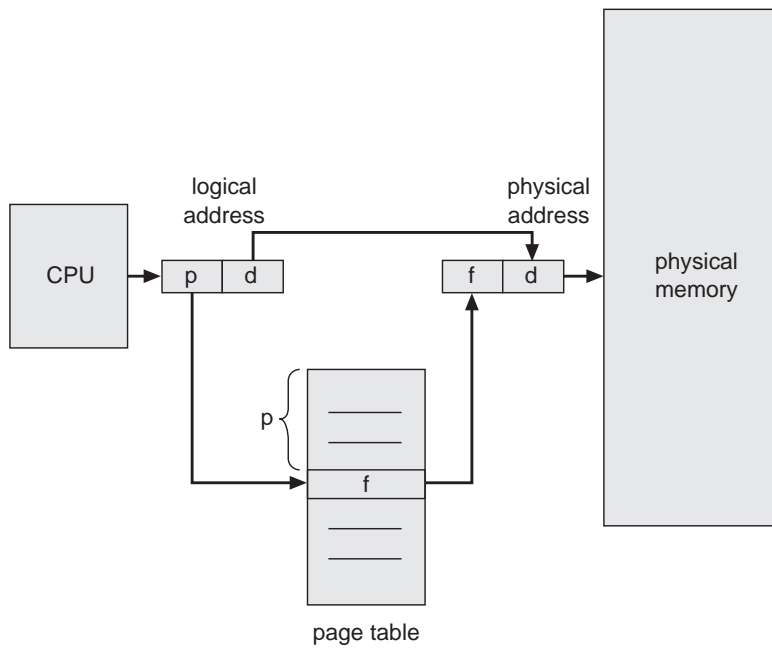 logical
address
physical
address
CPU
p
d
f
d
physical
memory
p
f
page table